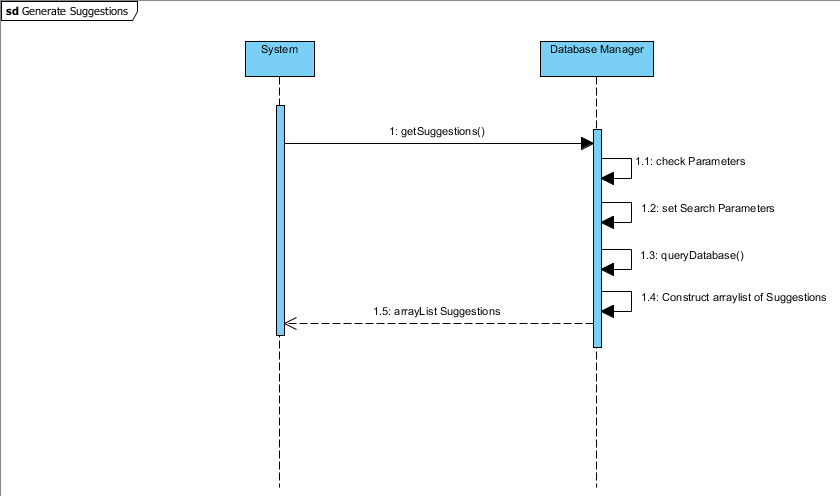 sd Generate Suggestions
System
Database Manager
1: getSuggestions()
1.1: check Parameters
1.2: set Search Parameters
1.3: queryDatabase()
1.4: Construct arraylist of Suggestions
1.5: arrayList Suggestions